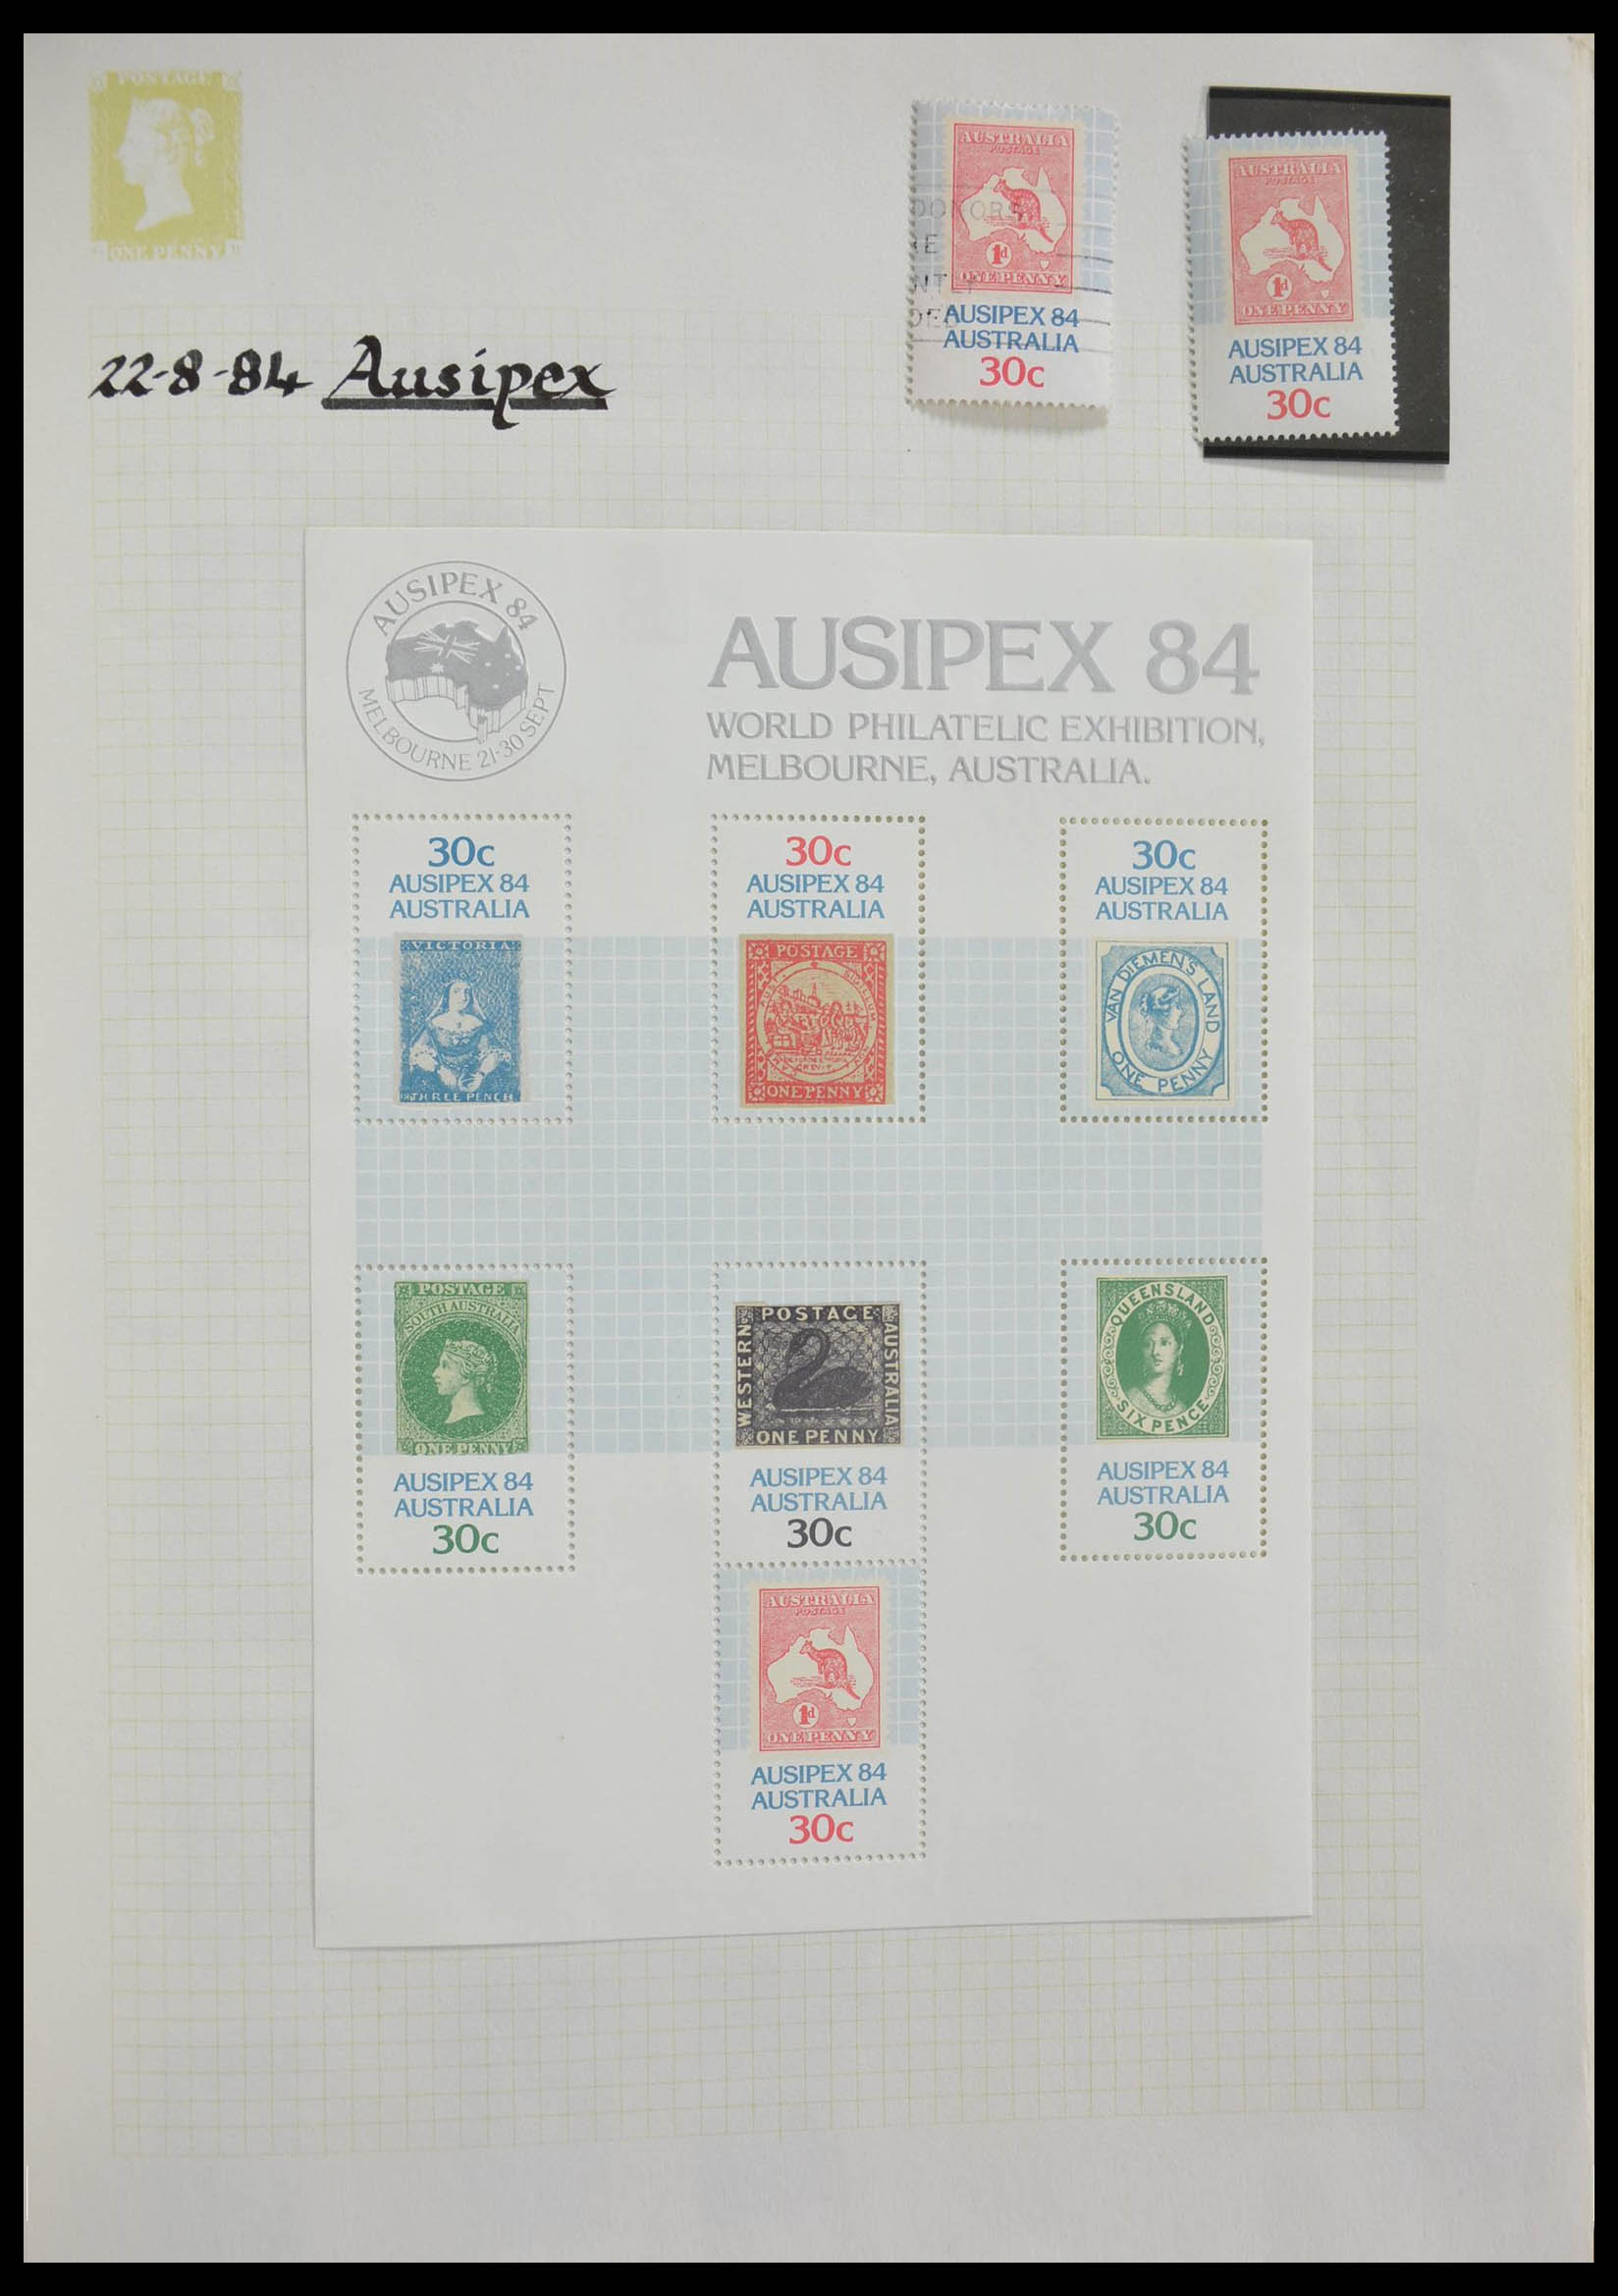 POSTAGE
ONE PENNY
22-8-84 Ausipex
AUSTRALIA
POSTAGE
DONORS
1d
ONE PENNY
AUSIPEX 84
AUSTRALIA
30c
AUSTRALIA
POSTAGE
1d
ONE PENNY
AUSIPEX 84
AUSTRALIA
30c
AUSIPEX 84
MELBOURNE 21-30 SEPT
AUSIPEX 84
WORLD PHILATELIC EXHIBITION,
MELBOURNE, AUSTRALIA.
30c
AUSIPEX 84
AUSTRALIA
VICTORIA
THREE PENCE
30c
AUSIPEX 84
AUSTRALIA
POSTAGE
ONE PENNY
30c
AUSIPEX 84
AUSTRALIA
VAN DIEMEN'S LAND
ONE PENNY
POSTAGE
SOUTH AUSTRALIA
ONE PENNY
AUSIPEX 84
AUSTRALIA
30c
POSTAGE
WESTERN
AUSTRALIA
ONE PENNY
AUSIPEX 84
AUSTRALIA
30c
QUEENSLAND
SIX PENCE
AUSIPEX 84
AUSTRALIA
30c
AUSTRALIA
POSTAGE
1d
ONE PENNY
AUSIPEX 84
AUSTRALIA
30c